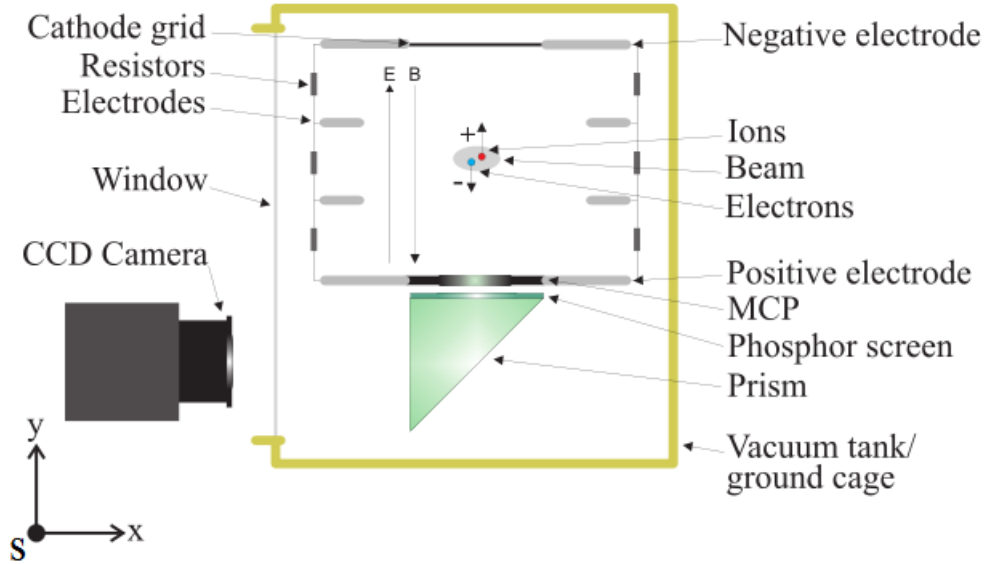 Cathode grid
Resistors
Electrodes
Window
CCD Camera
E B
+
-
Negative electrode
Ions
Beam
Electrons
Positive electrode
MCP
Phosphor screen
Prism
Vacuum tank/
ground cage
y
x
S